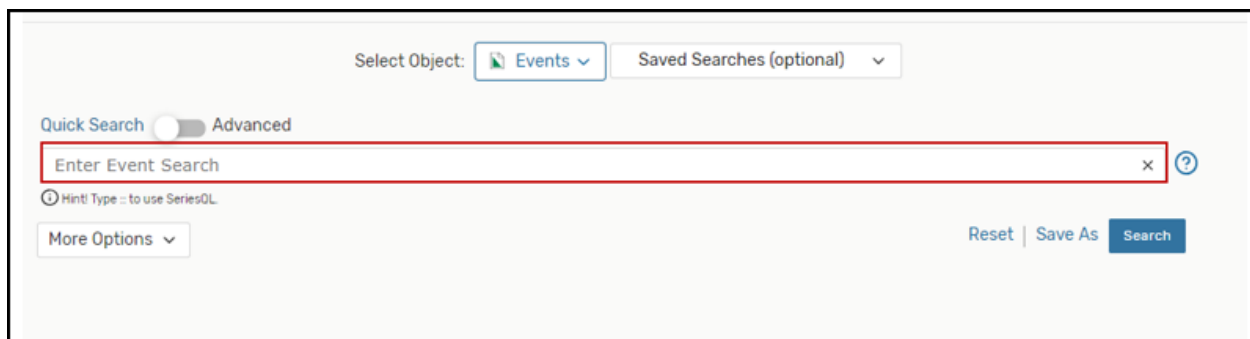 Select Object: Events Saved Searches (optional)
Quick Search Advanced
Enter Event Search
Hint! Type :: to use SeriesQL.
More Options Reset | Save As Search